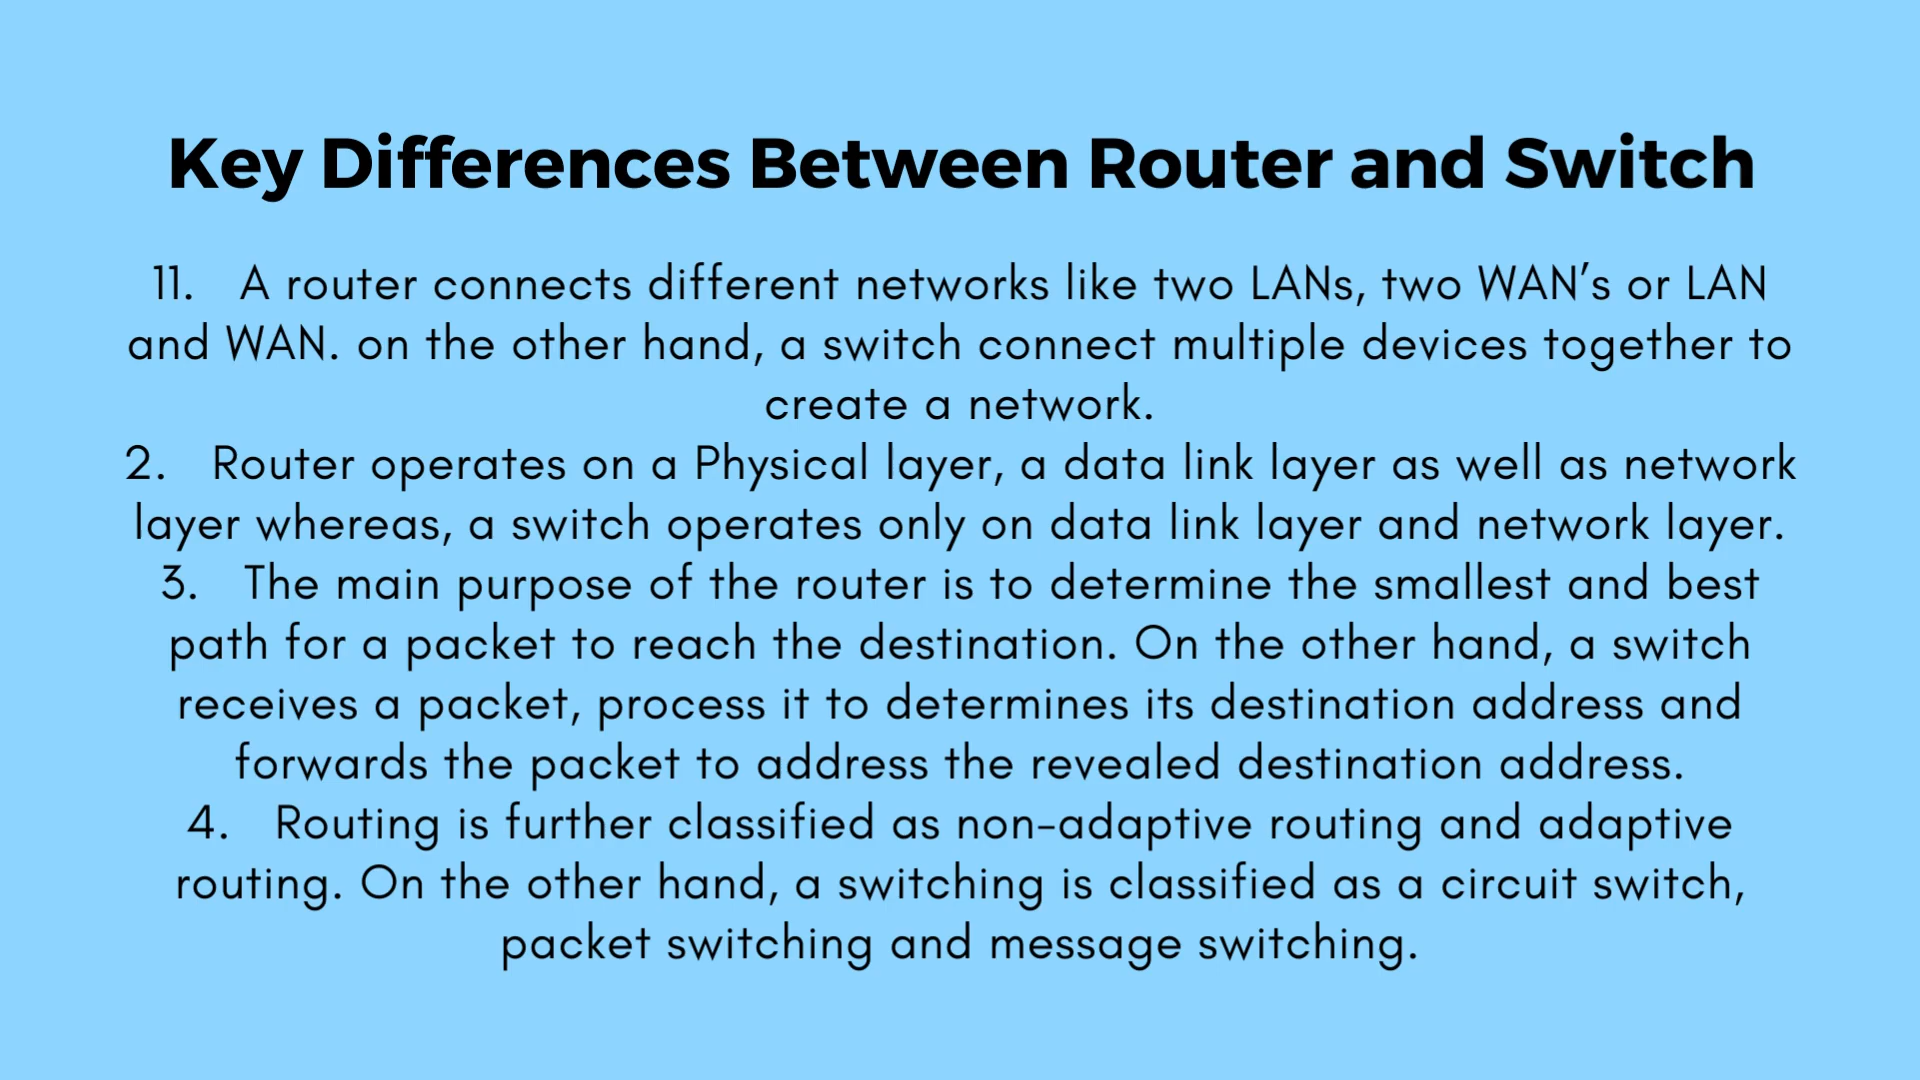 Key Differences Between Router and Switch
11. A router connects different networks like two LANs, two WAN’s or LAN
and WAN. on the other hand, a switch connect multiple devices together to
create a network.
2. Router operates on a Physical layer, a data link layer as well as network
layer whereas, a switch operates only on data link layer and network layer.
3. The main purpose of the router is to determine the smallest and best
path for a packet to reach the destination. On the other hand, a switch
receives a packet, process it to determines its destination address and
forwards the packet to address the revealed destination address.
4. Routing is further classified as non-adaptive routing and adaptive
routing. On the other hand, a switching is classified as a circuit switch,
packet switching and message switching.